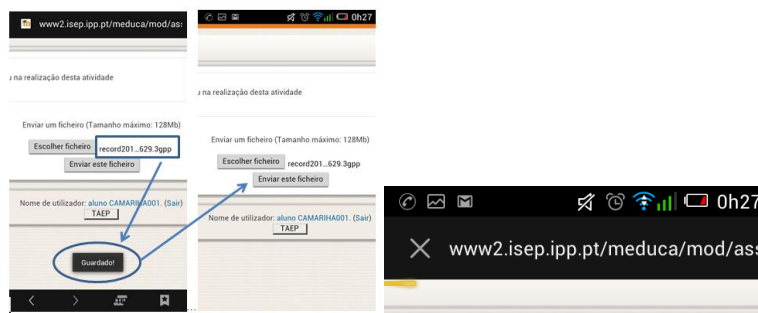 www2.isep.ipp.pt/meduca/mod/as
u na realização desta atividade
Enviar um ficheiro (Tamanho máximo: 128Mb)
Escolher ficheiro record201...629.3gpp
Enviar este ficheiro
Nome de utilizador: aluno CAMARIHA001. (Sair)
TAEP
Guardado!
0h27
u na realização desta atividade
Enviar um ficheiro (Tamanho máximo: 128Mb)
Escolher ficheiro record201...629.3gpp
Enviar este ficheiro
Nome de utilizador: aluno CAMARIHA001. (Sair)
TAEP
0h27
www2.isep.ipp.pt/meduca/mod/ass